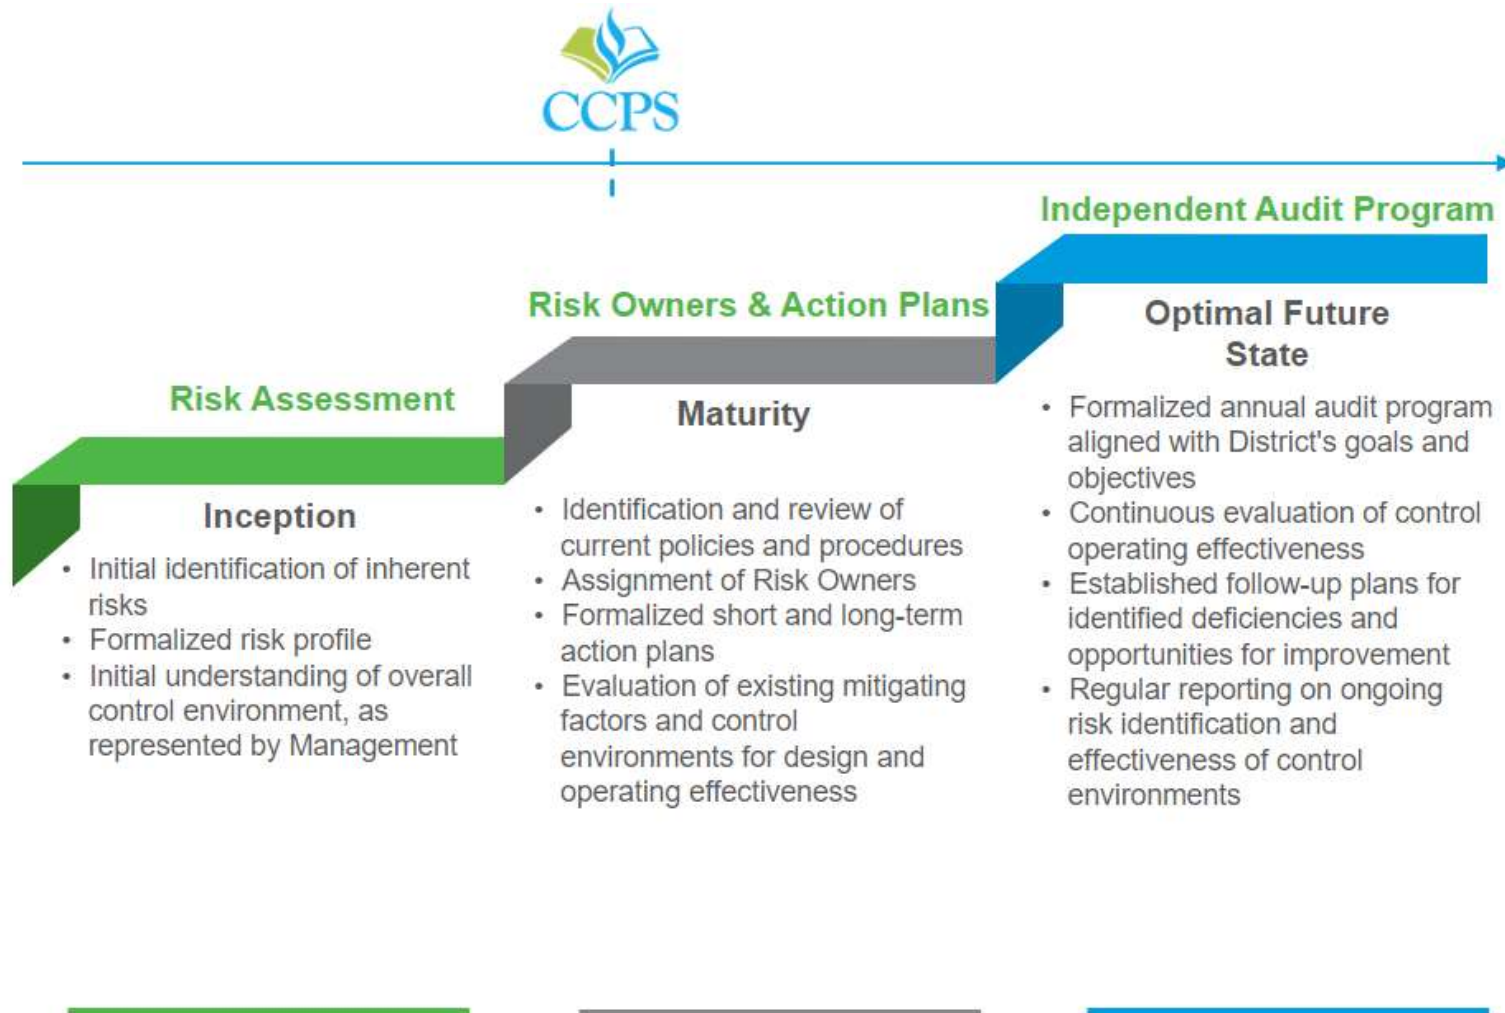 CCPS
Independent Audit Program
Risk Owners & Action Plans
Risk Assessment
Inception
• Initial identification of inherent
risks
• Formalized risk profile
• Initial understanding of overall
control environment, as
represented by Management
Maturity
• Identification and review of
current policies and procedures
• Assignment of Risk Owners
• Formalized short and long-term
action plans
• Evaluation of existing mitigating
factors and control
environments for design and
operating effectiveness
Optimal Future
State
• Formalized annual audit program
aligned with District's goals and
objectives
• Continuous evaluation of control
operating effectiveness
• Established follow-up plans for
identified deficiencies and
opportunities for improvement
• Regular reporting on ongoing
risk identification and
effectiveness of control
environments